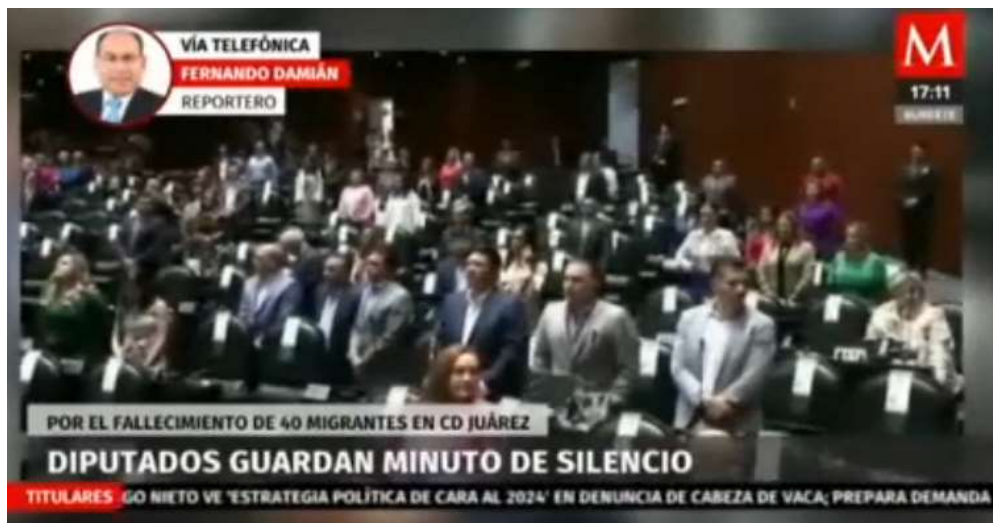 VÍA TELEFÓNICA
FERNANDO DAMIÁN
REPORTERO
M
17:11
POR EL FALLECIMIENTO DE 40 MIGRANTES EN CD JUÁREZ
DIPUTADOS GUARDAN MINUTO DE SILENCIO
TITULARES GO NIETO VE 'ESTRATEGIA POLÍTICA DE CARA AL 2024' EN DENUNCIA DE CABEZA DE VACA; PREPARA DEMANDA